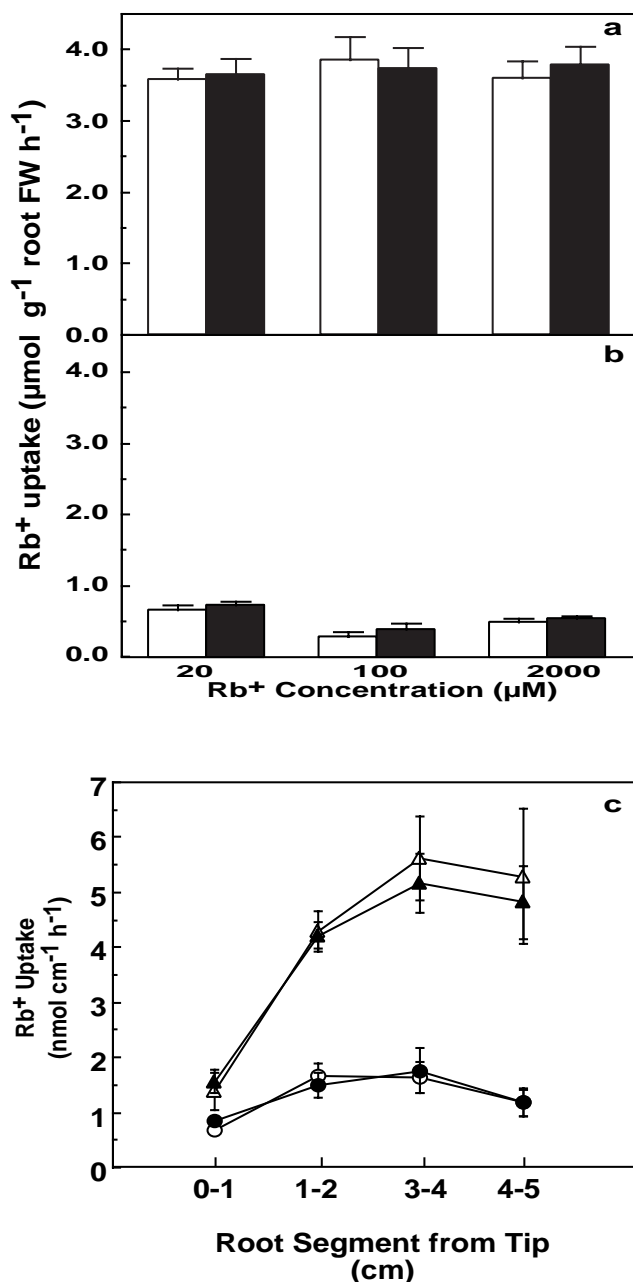 a
4.0
3.0
2.0
1.0
0.0
b
4.0
3.0
2.0
1.0
0.0
Rb⁺ uptake (µmol g⁻¹ root FW h⁻¹)
20 100 2000
Rb⁺ Concentration (µM)
c
7
6
5
4
3
2
1
0
Rb⁺ Uptake
(nmol cm⁻¹ h⁻¹)
0-1 1-2 3-4 4-5
Root Segment from Tip
(cm)